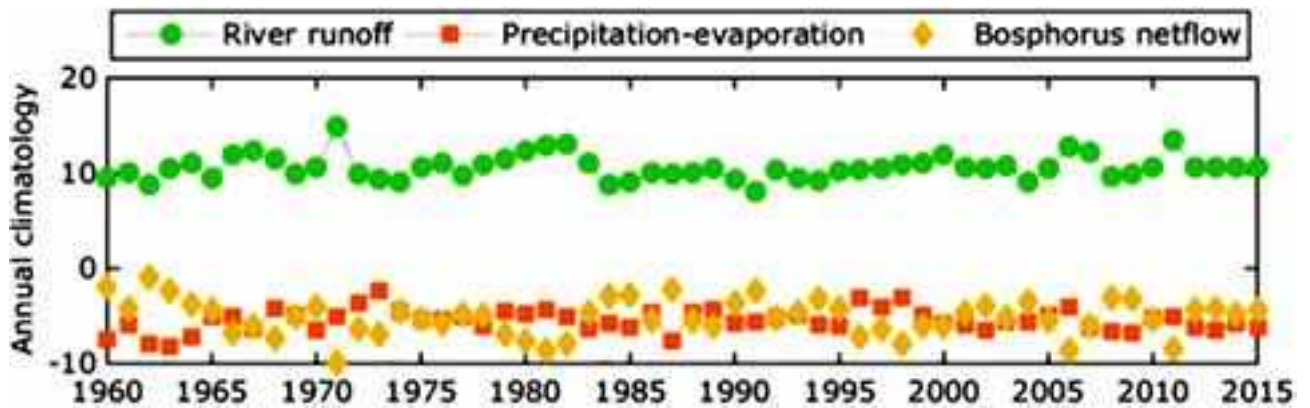 River runoff Precipitation-evaporation Bosphorus netflow
Annual climatology
20
10
0
-10
1960 1965 1970 1975 1980 1985 1990 1995 2000 2005 2010 2015